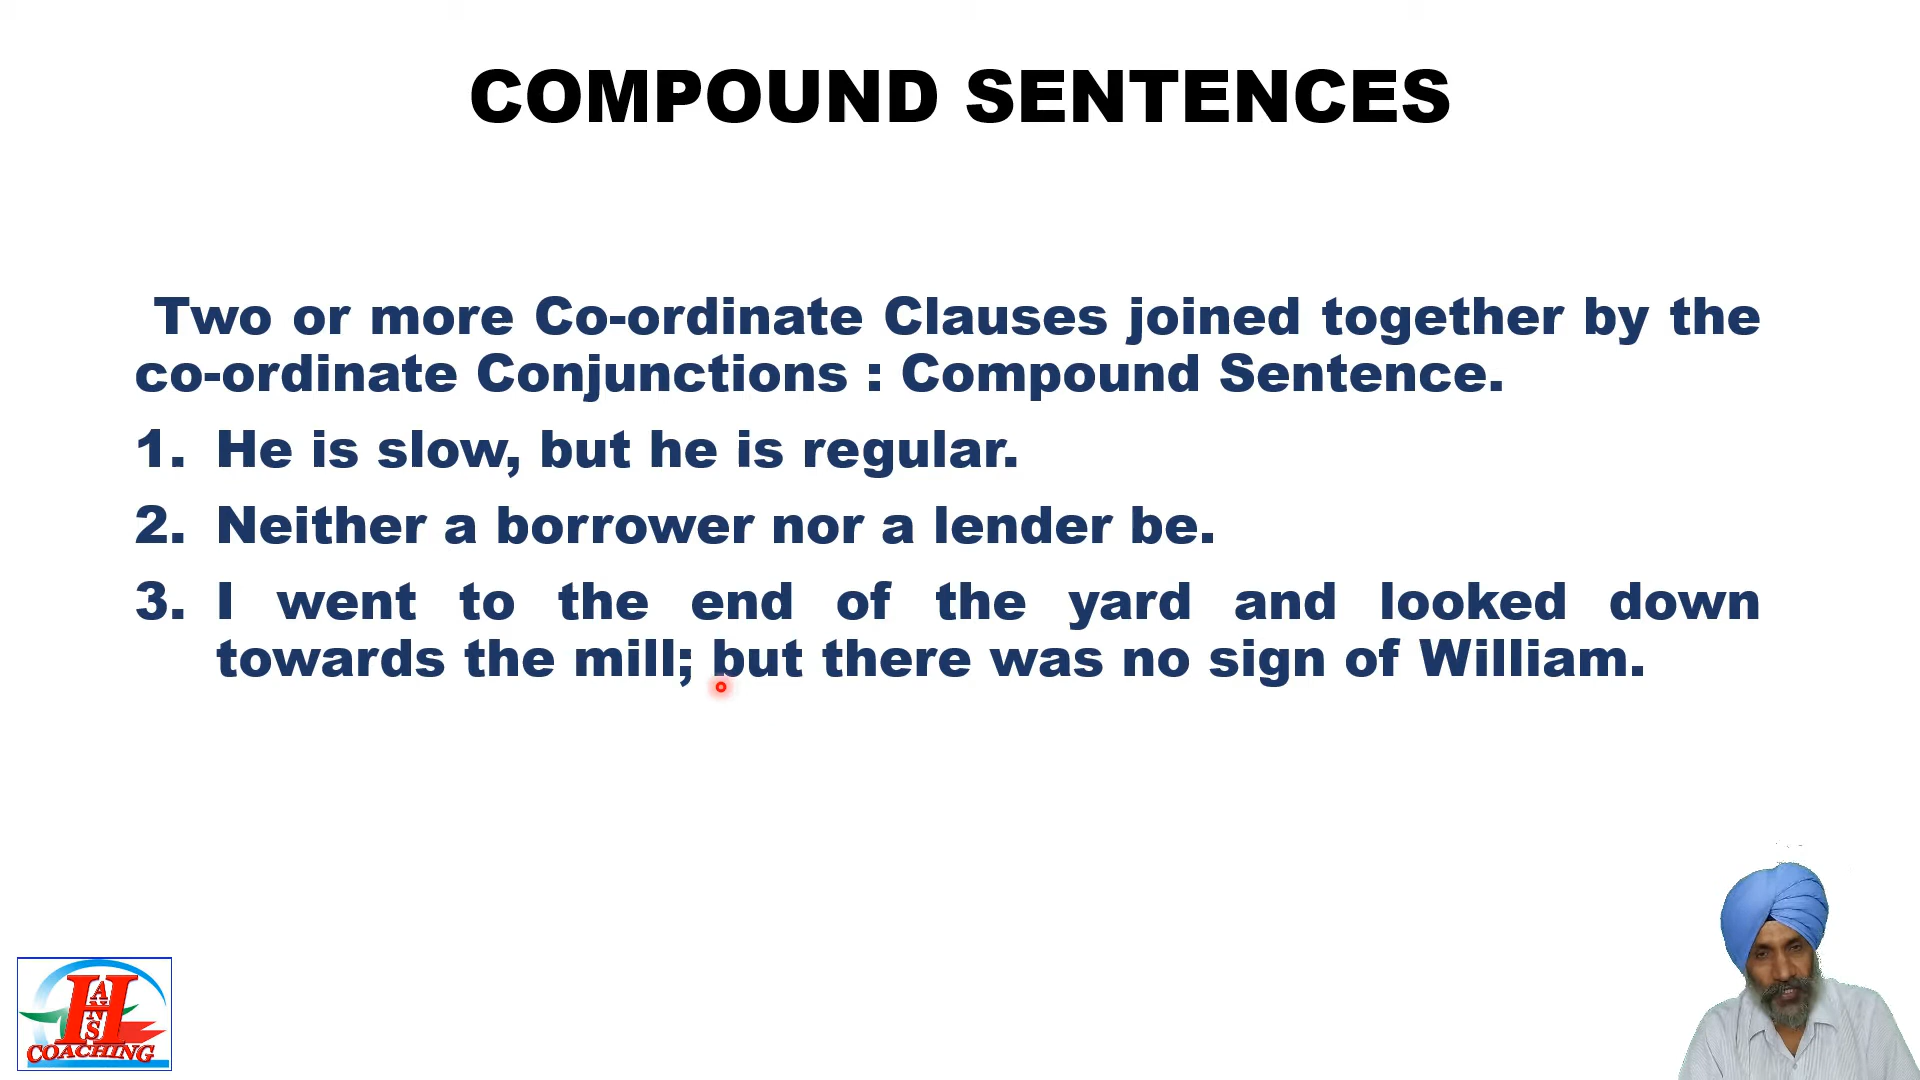 COMPOUND SENTENCES
Two or more Co-ordinate Clauses joined together by the
co-ordinate Conjunctions : Compound Sentence.
1. He is slow, but he is regular.
2. Neither a borrower nor a lender be.
3. I went to the end of the yard and looked down
towards the mill; but there was no sign of William.
HANS
COACHING